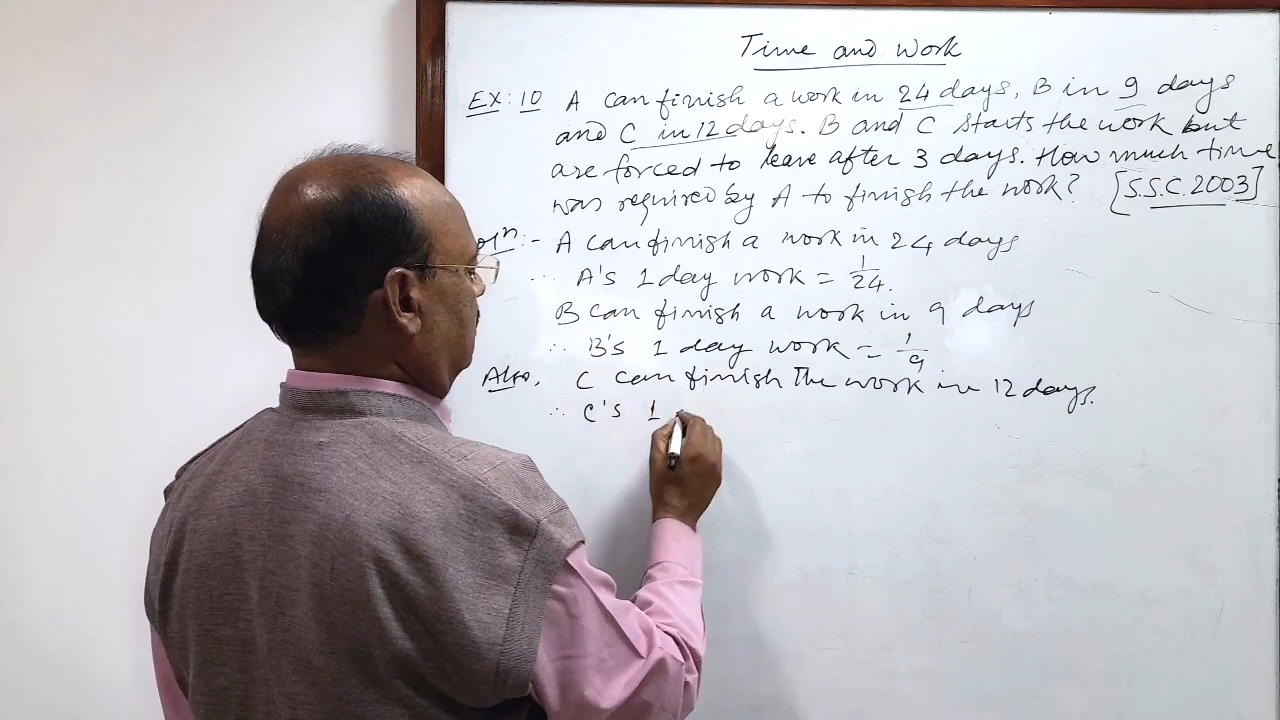 Time and Work
EX: 10 A can finish a work in 24 days, B in 9 days
and C in 12 days. B and C starts the work but
are forced to leave after 3 days. How much time
was required by A to finish the work? [S.S.C. 2003]
olⁿ:- A can finish a work in 24 days
∴ A's 1 day work = 1/24.
B can finish a work in 9 days
∴ B's 1 day work = 1/9
Also, C can finish the work in 12 days.
∴ C's 1